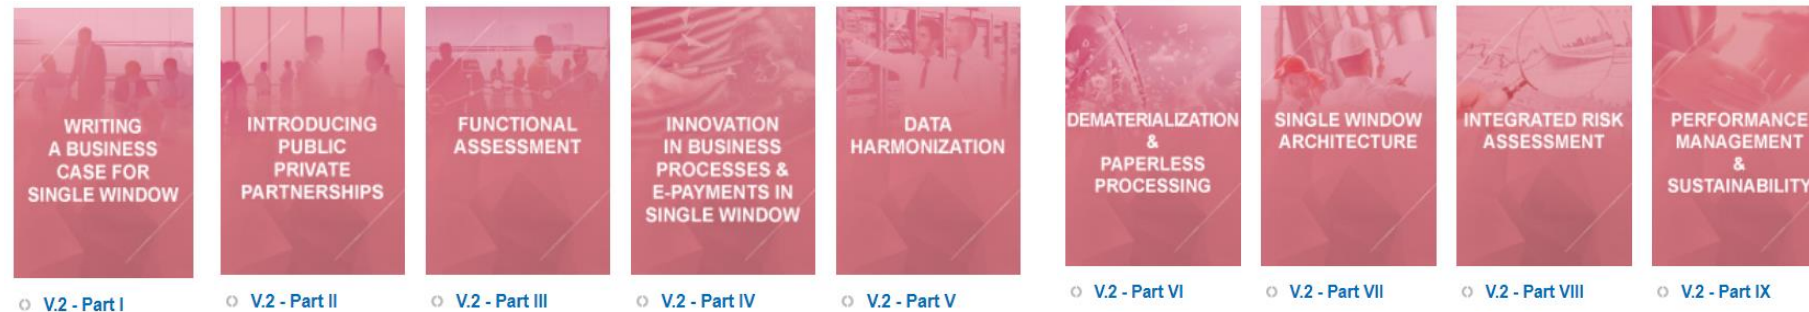 WRITING
A BUSINESS
CASE FOR
SINGLE WINDOW
V.2 - Part I
INTRODUCING
PUBLIC
PRIVATE
PARTNERSHIPS
V.2 - Part II
FUNCTIONAL
ASSESSMENT
V.2 - Part III
INNOVATION
IN BUSINESS
PROCESSES &
E-PAYMENTS IN
SINGLE WINDOW
V.2 - Part IV
DATA
HARMONIZATION
V.2 - Part V
DEMATERIALIZATION
&
PAPERLESS
PROCESSING
V.2 - Part VI
SINGLE WINDOW
ARCHITECTURE
V.2 - Part VII
INTEGRATED RISK
ASSESSMENT
V.2 - Part VIII
PERFORMANCE
MANAGEMENT
&
SUSTAINABILITY
V.2 - Part IX